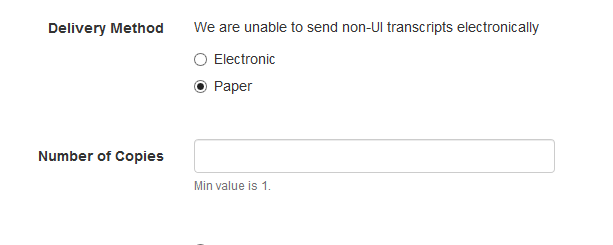 Delivery Method We are unable to send non-UI transcripts electronically
Electronic
Paper
Number of Copies
Min value is 1.